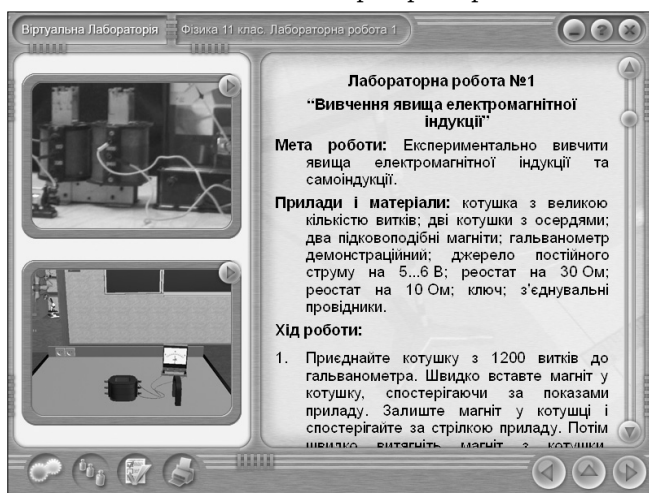 Віртуальна Лабораторія
Фізика 11 клас. Лабораторна робота 1
Лабораторна робота №1
“Вивчення явища електромагнітної
індукції”
Мета роботи: Експериментально вивчити
явища електромагнітної індукції та
самоіндукції.
Прилади і матеріали: котушка з великою
кількістю витків; дві котушки з осердями;
два підковоподібні магніти; гальванометр
демонстраційний; джерело постійного
струму на 5...6 В; реостат на 30 Ом;
реостат на 10 Ом; ключ; з'єднувальні
провідники.
Хід роботи:
1. Приєднайте котушку з 1200 витків до
гальванометра. Швидко вставте магніт у
котушку, спостерігаючи за показами
приладу. Залиште магніт у котушці і
спостерігайте за стрілкою приладу. Потім
швидко витягніть магніт з котушки,